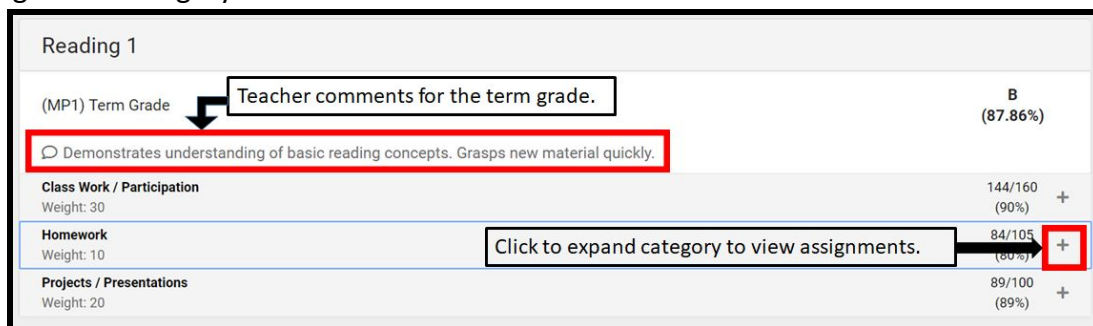 Reading 1
(MP1) Term Grade
Teacher comments for the term grade.
B
(87.86%)
Demonstrates understanding of basic reading concepts. Grasps new material quickly.
Class Work / Participation
144/160
Weight: 30
(90%)
Homework
84/105
Click to expand category to view assignments.
Weight: 10
(80%)
Projects / Presentations
89/100
Weight: 20
(89%)